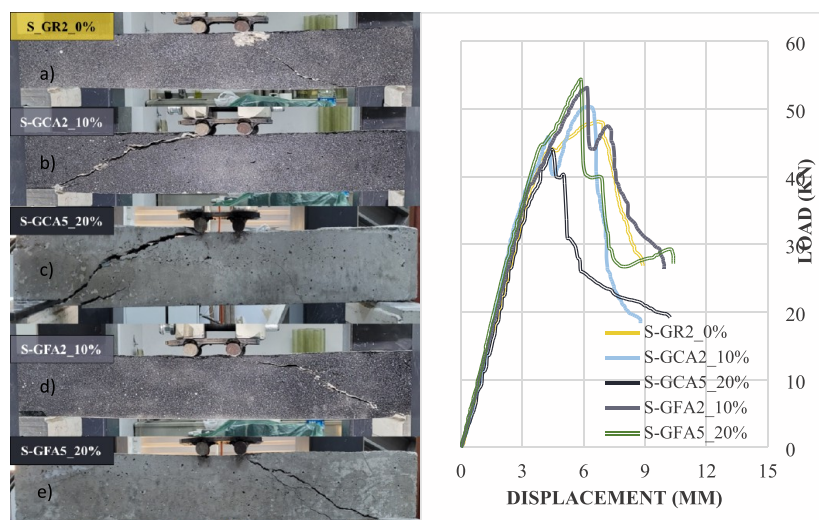 S_GR2_0%
a)
S-GCA2_10%
b)
S-GCA5_20%
c)
S-GFA2_10%
d)
S-GFA5_20%
e)
60
50
40
30
20
10
0
LOAD (KN)
S-GR2_0%
S-GCA2_10%
S-GCA5_20%
S-GFA2_10%
S-GFA5_20%
0 3 6 9 12 15
DISPLACEMENT (MM)